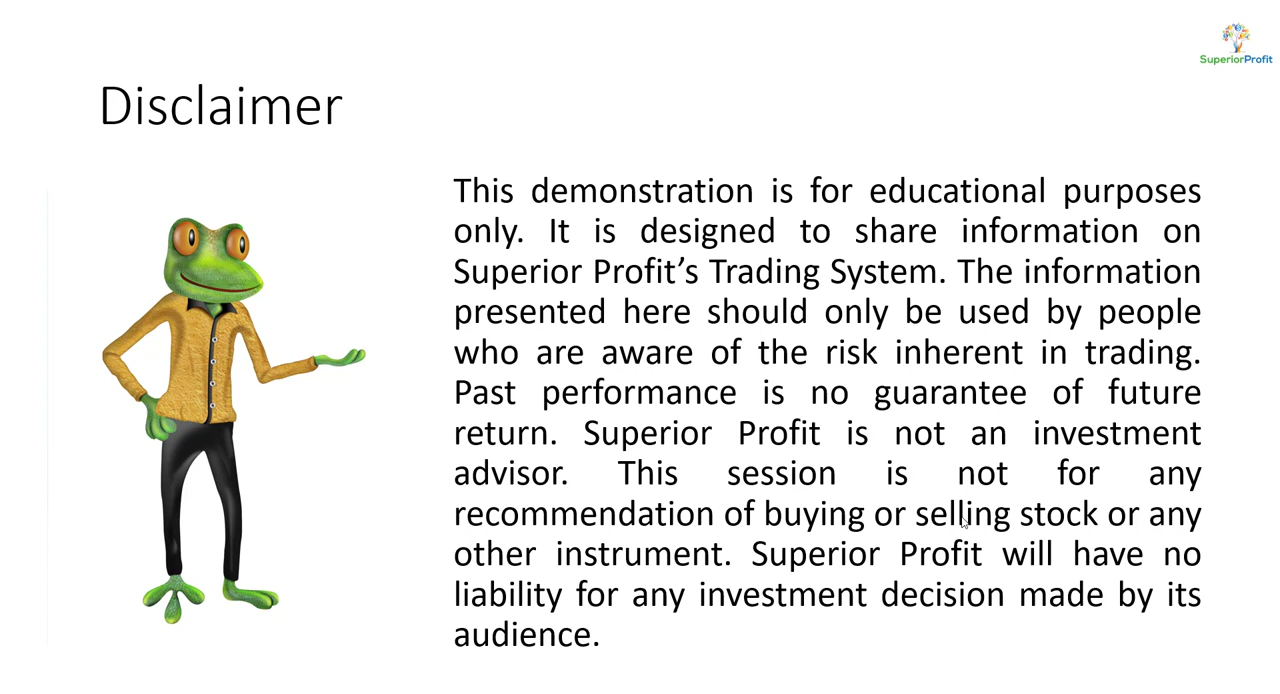 SuperiorProfit
Disclaimer
This demonstration is for educational purposes
only. It is designed to share information on
Superior Profit’s Trading System. The information
presented here should only be used by people
who are aware of the risk inherent in trading.
Past performance is no guarantee of future
return. Superior Profit is not an investment
advisor. This session is not for any
recommendation of buying or selling stock or any
other instrument. Superior Profit will have no
liability for any investment decision made by its
audience.